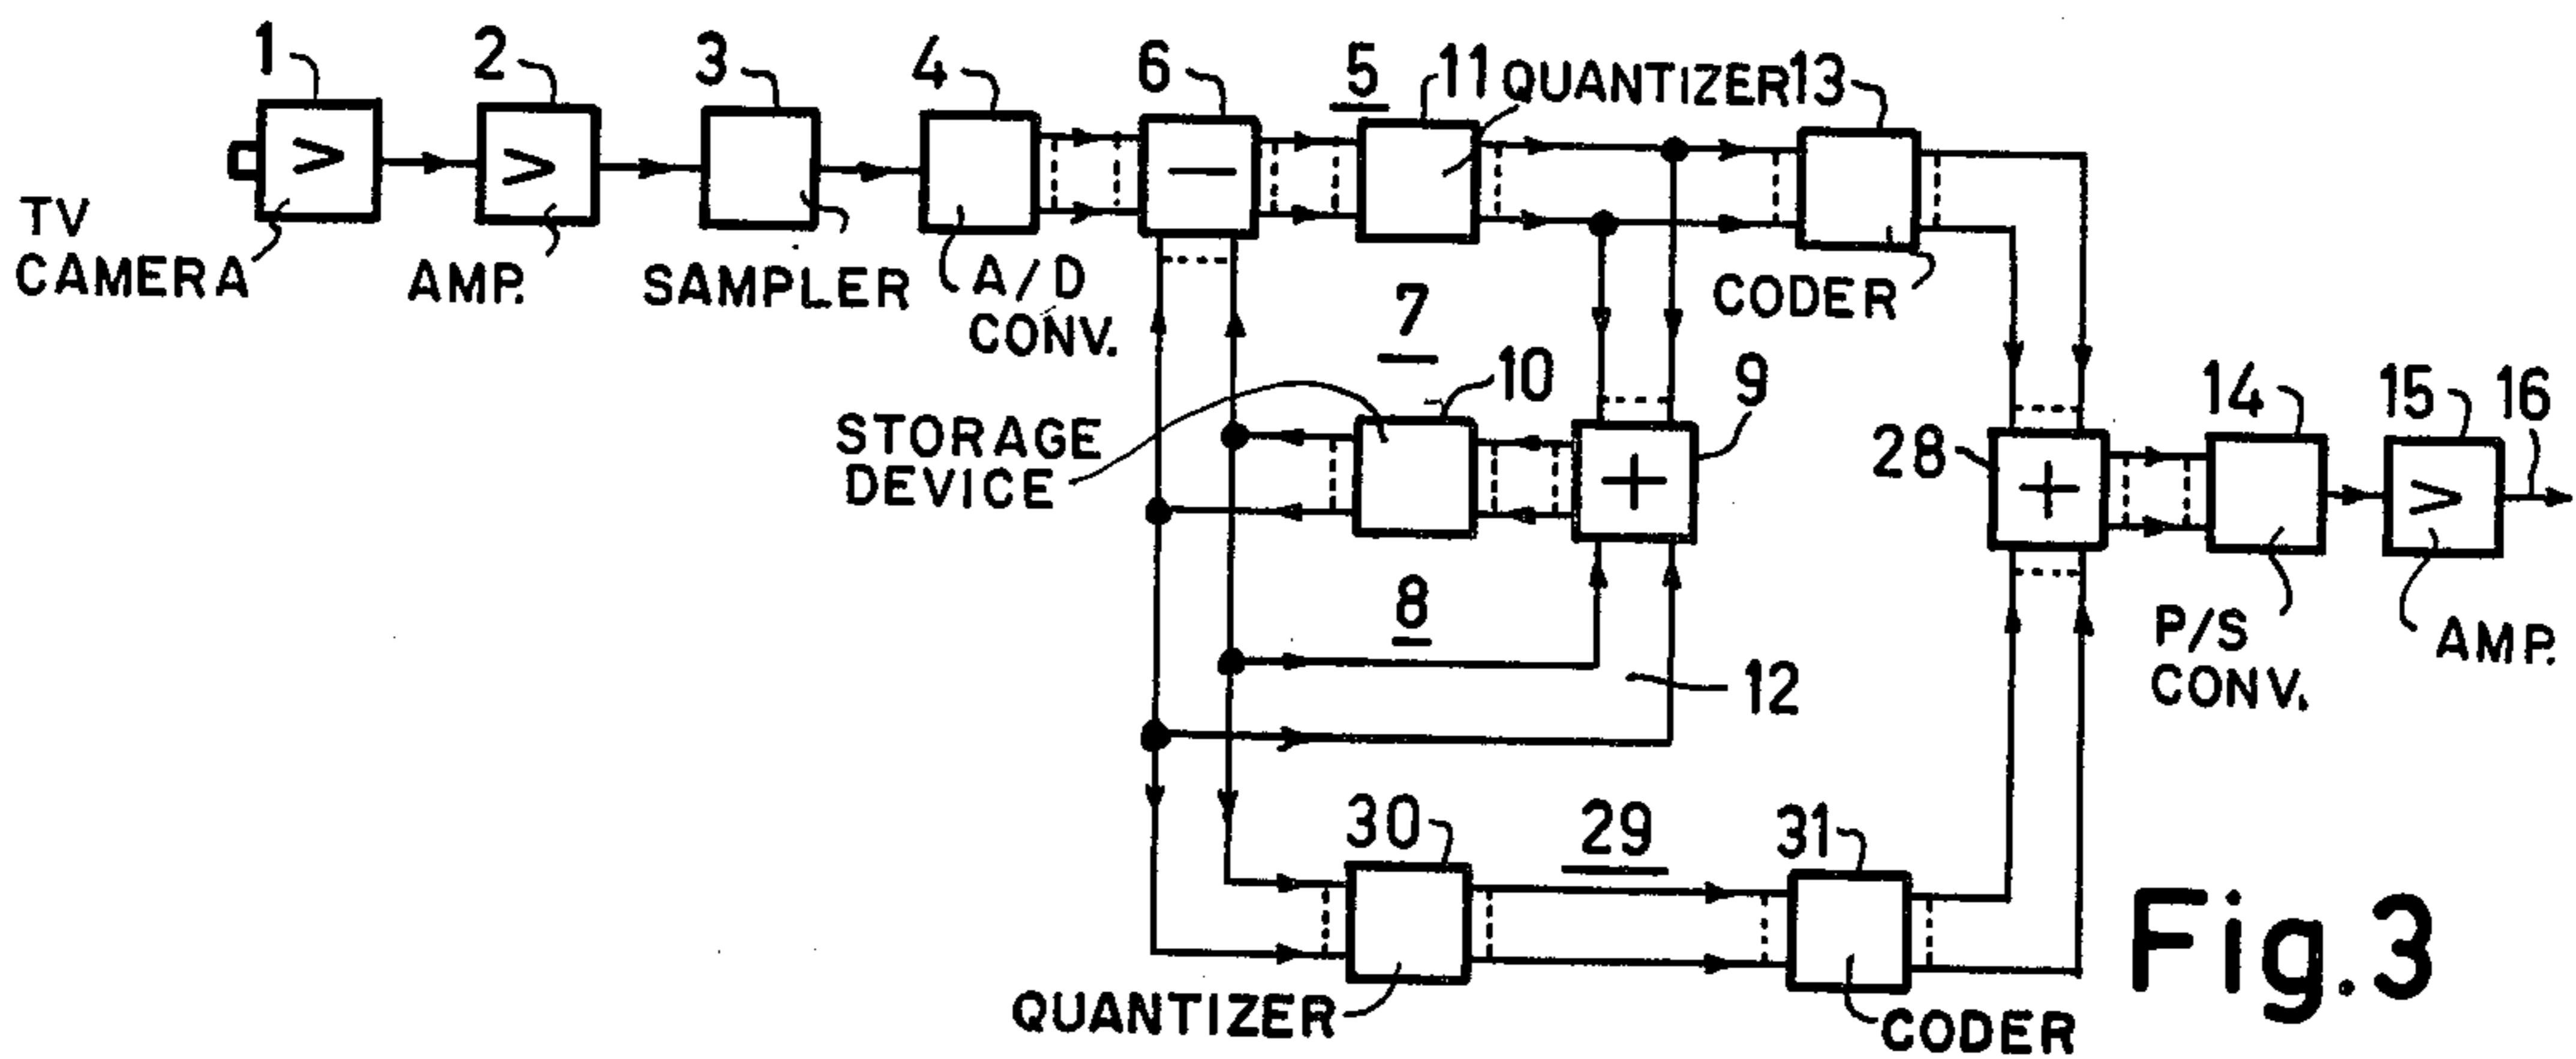 1 2 3 4 6 5 11 QUANTIZER 13
> > −
TV
CAMERA
AMP.
SAMPLER
A/D
CONV.
CODER
7
10 9
STORAGE
DEVICE
+
28
+
14 15 16
>
8
12
P/S
CONV.
AMP.
30 29 31
QUANTIZER
CODER
Fig.3